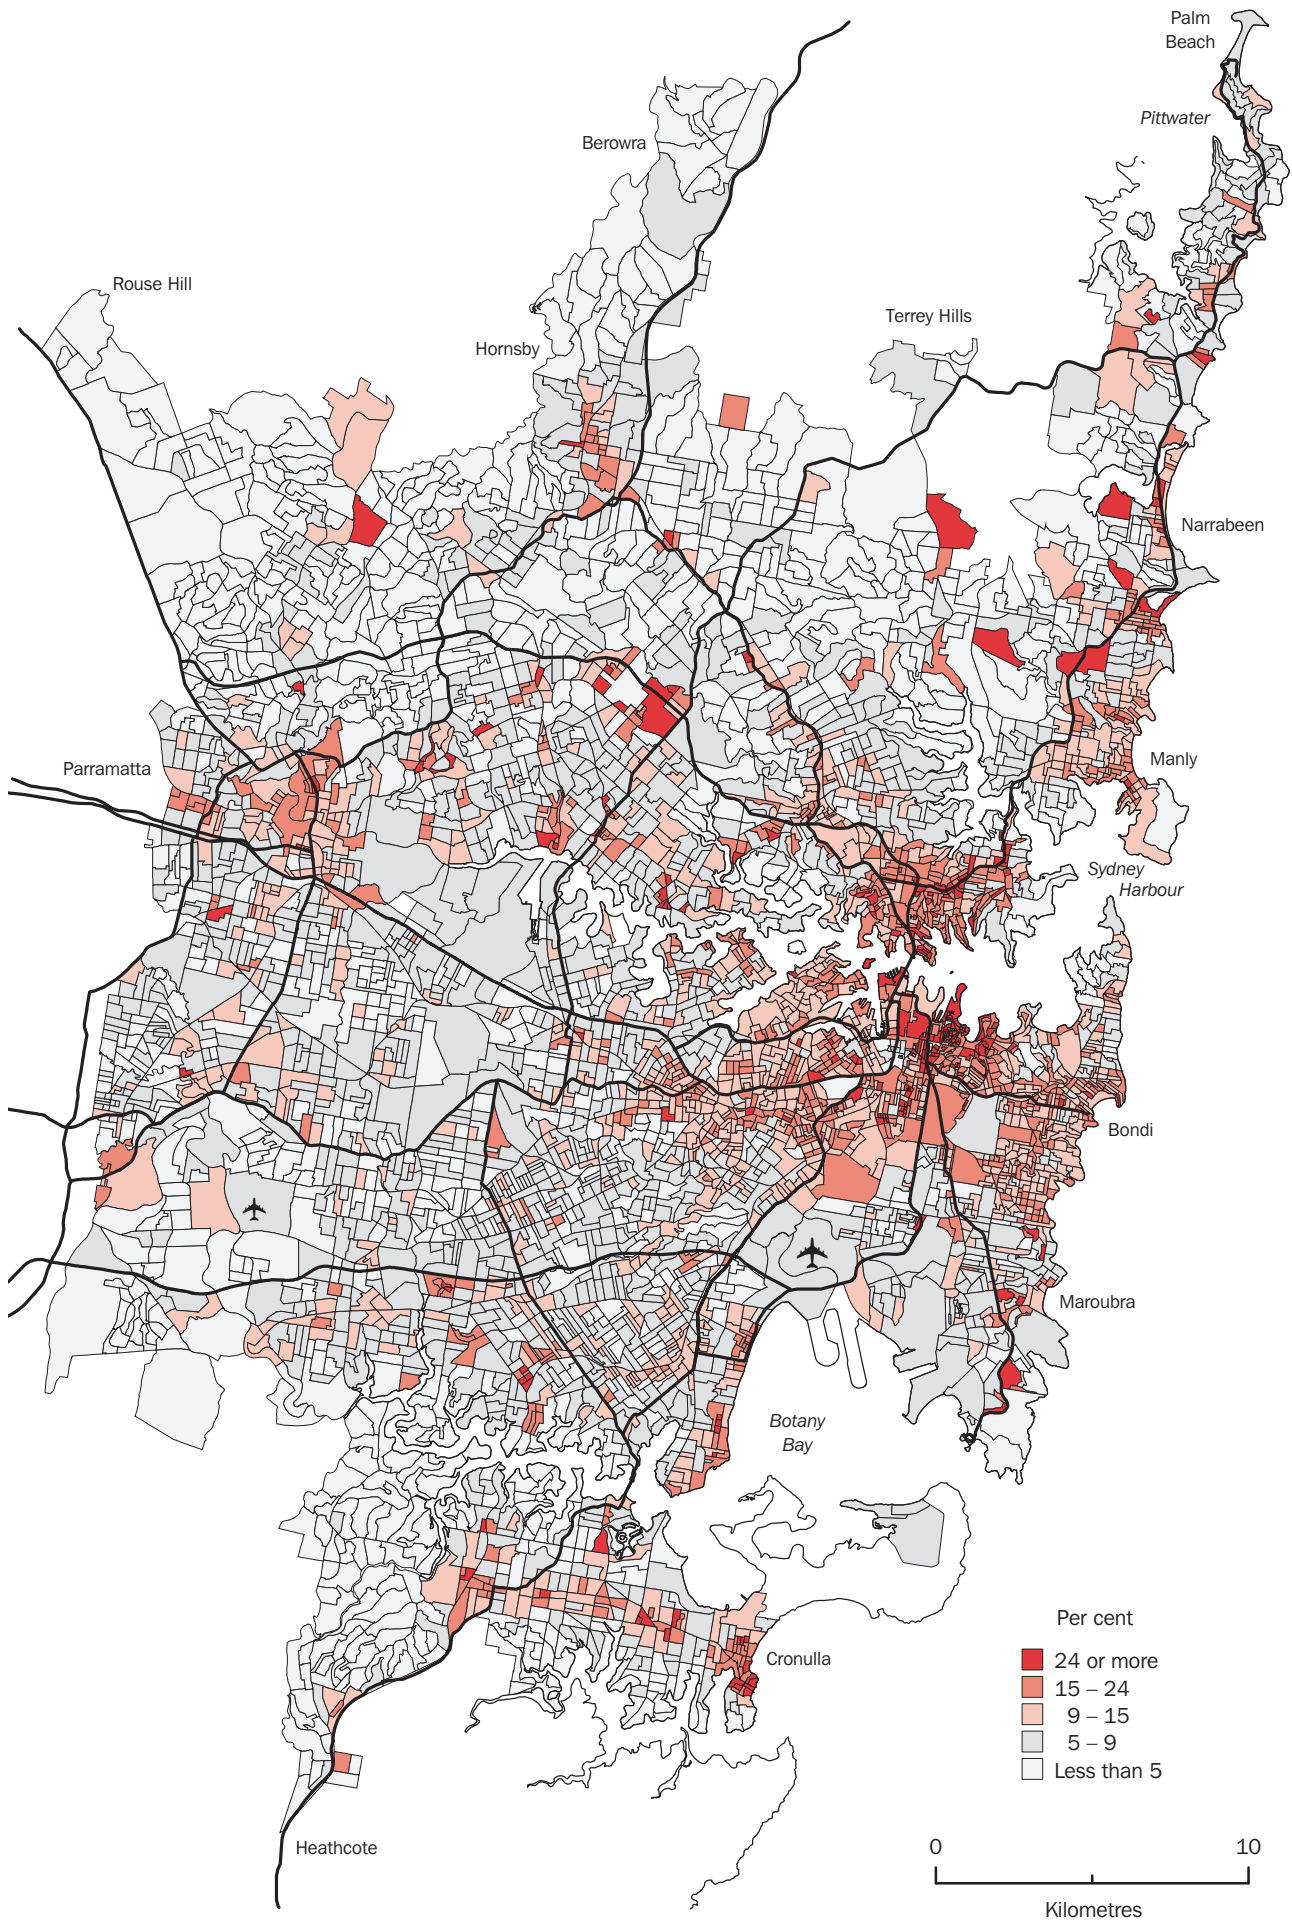 Palm
Beach
Pittwater
Berowra
Rouse Hill
Terrey Hills
Hornsby
Narrabeen
Manly
Parramatta
Sydney
Harbour
Bondi
Maroubra
Botany
Bay
Cronulla
Heathcote
Per cent
24 or more
15 – 24
9 – 15
5 – 9
Less than 5
0 10
Kilometres